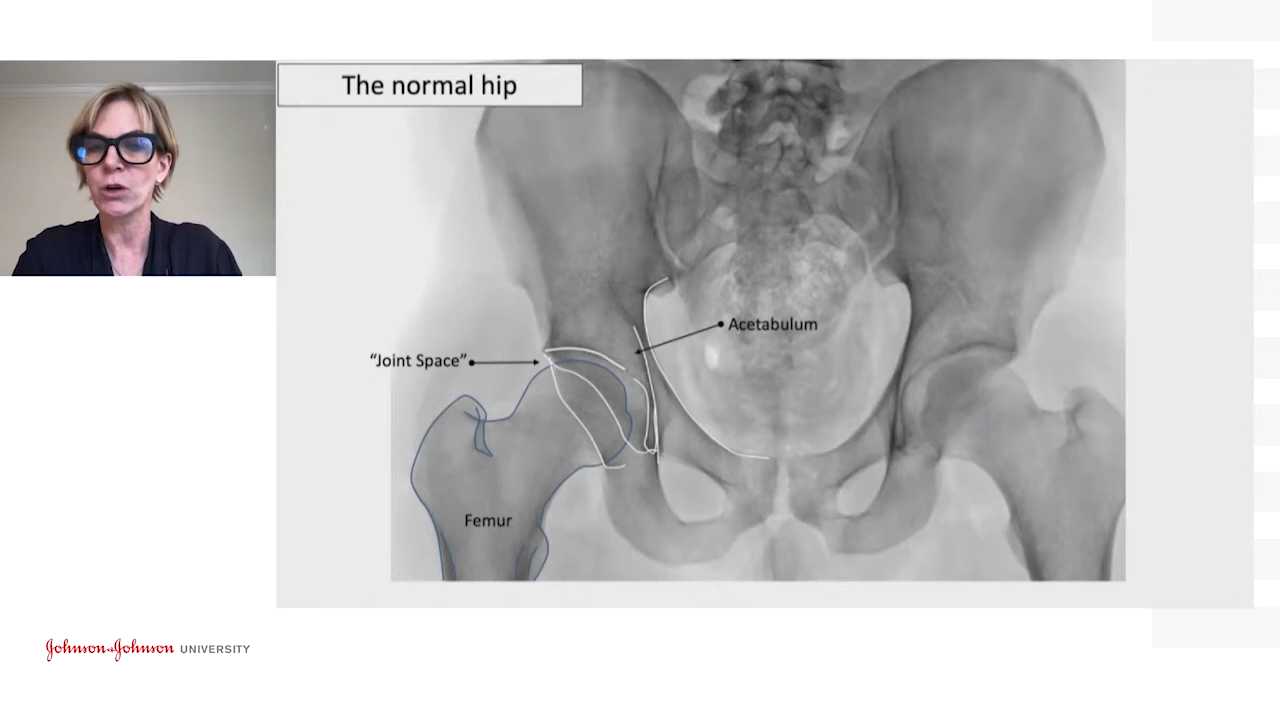 The normal hip
Acetabulum
“Joint Space”
Femur
Johnson&Johnson UNIVERSITY